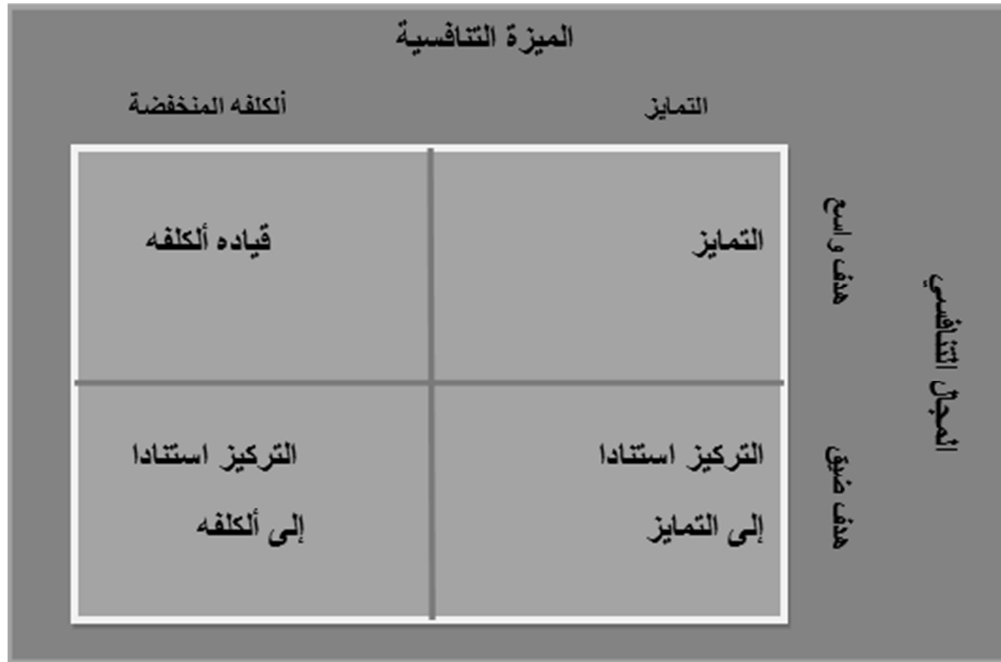 الميزة التنافسية
التمايز
ألكلفه المنخفضة
هدف واسع
المجال التنافسي
التمايز
قياده ألكلفه
هدف ضيق
التركيز استنادا
إلى التمايز
التركيز استنادا
إلى ألكلفه